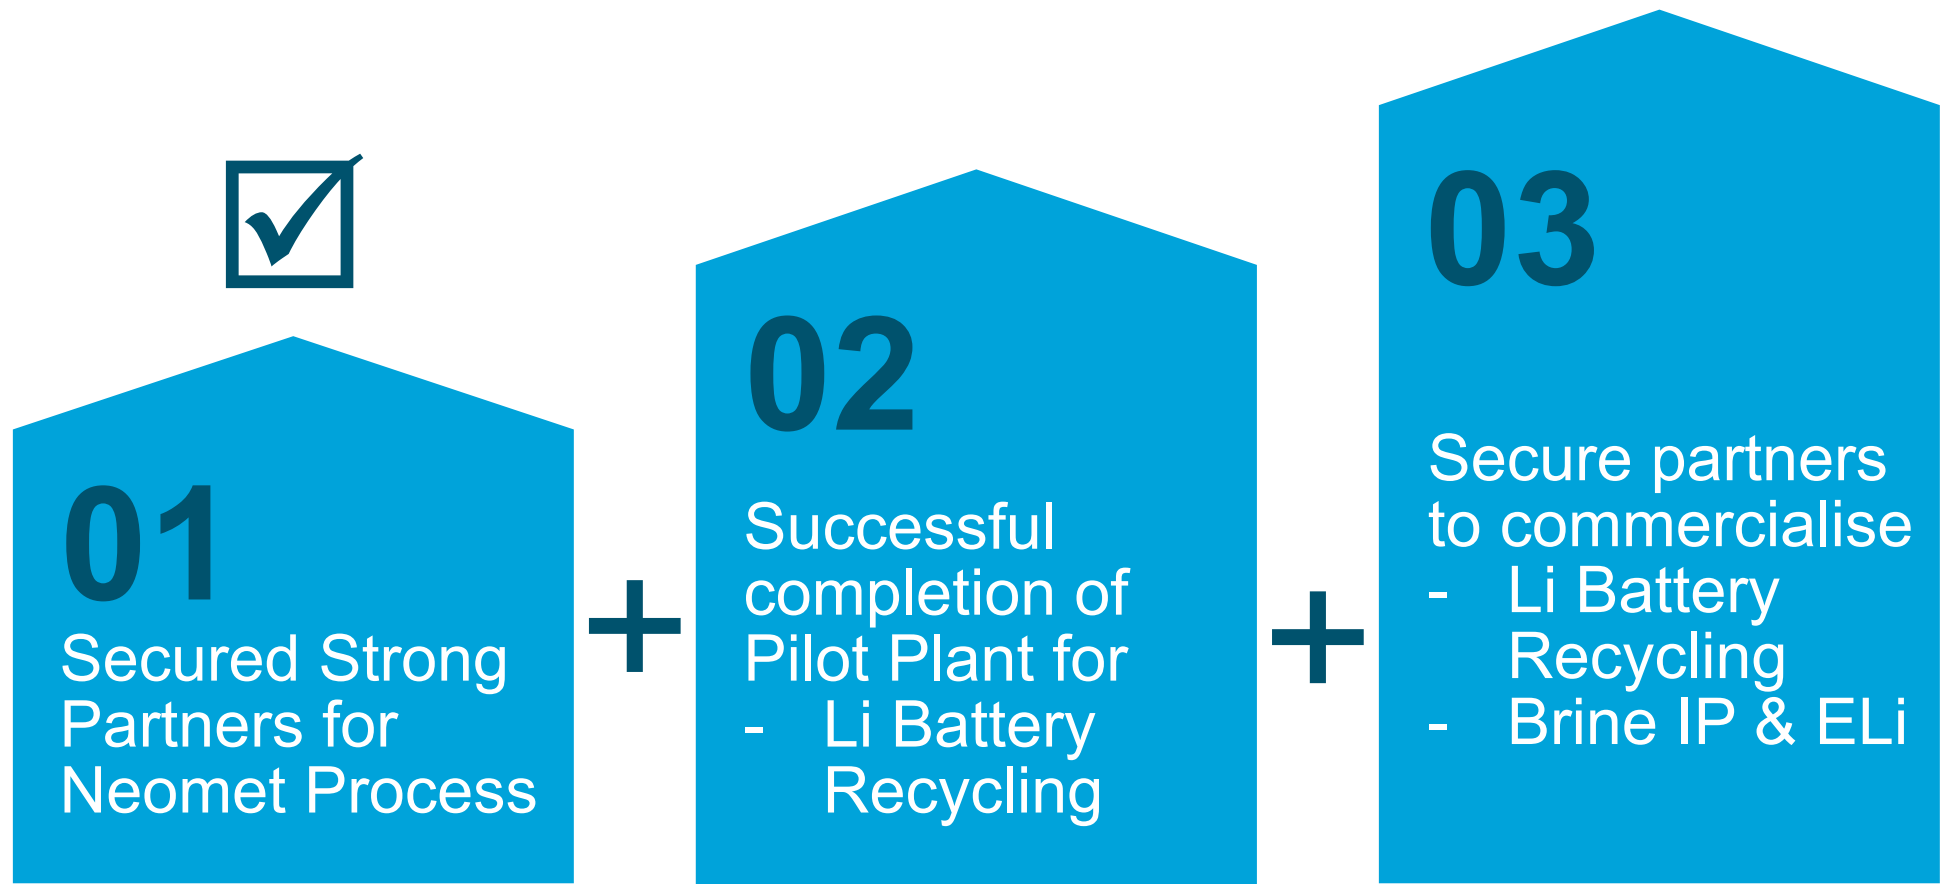 01
Secured Strong
Partners for
Neomet Process
+
02
Successful
completion of
Pilot Plant for
- Li Battery
Recycling
+
03
Secure partners
to commercialise
- Li Battery
Recycling
- Brine IP & ELi